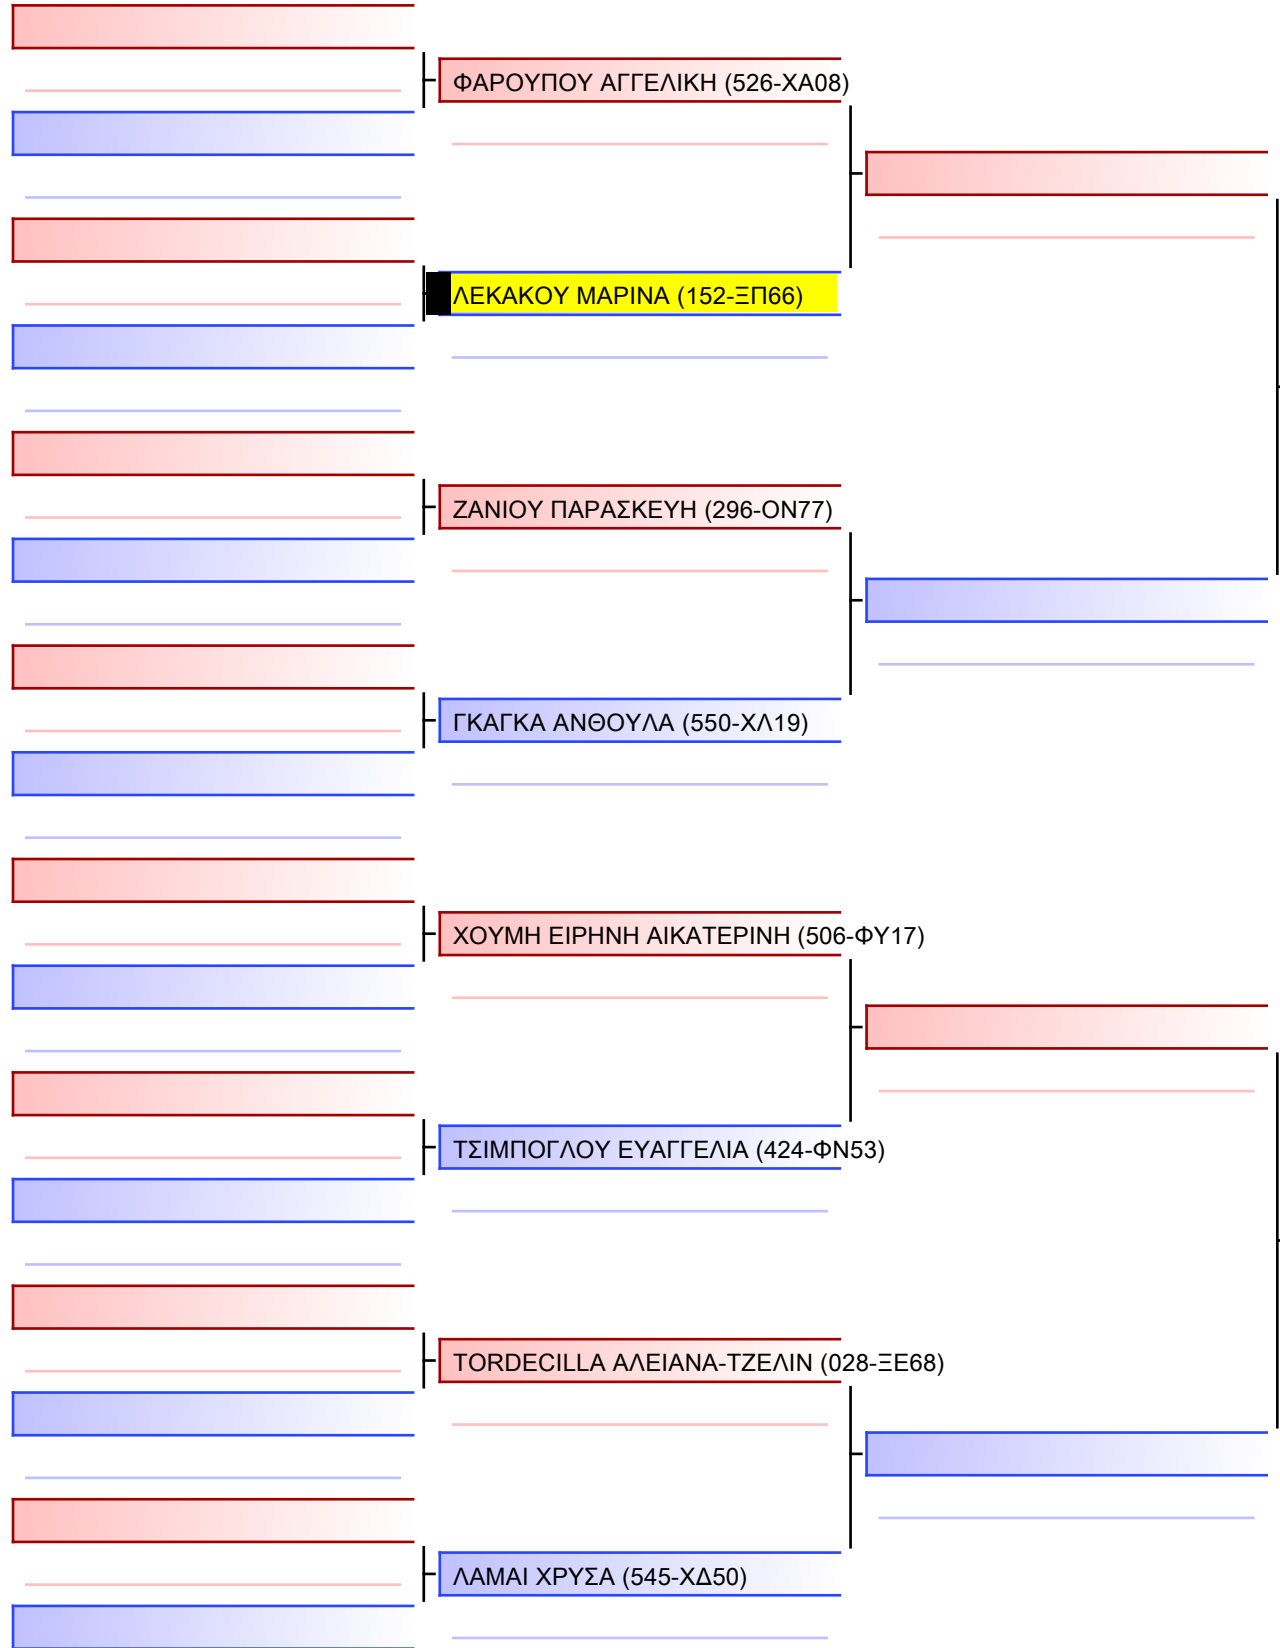 ΦΑΡΟΥΠΟΥ ΑΓΓΕΛΙΚΗ (526-ΧΑ08)
ΛΕΚΑΚΟΥ ΜΑΡΙΝΑ (152-ΞΠ66)
ΖΑΝΙΟΥ ΠΑΡΑΣΚΕΥΗ (296-ΟΝ77)
ΓΚΑΓΚΑ ΑΝΘΟΥΛΑ (550-ΧΛ19)
ΧΟΥΜΗ ΕΙΡΗΝΗ ΑΙΚΑΤΕΡΙΝΗ (506-ΦΥ17)
ΤΣΙΜΠΟΓΛΟΥ ΕΥΑΓΓΕΛΙΑ (424-ΦΝ53)
TORDECILLA ΑΛΕΙΑΝΑ-ΤΖΕΛΙΝ (028-ΞΕ68)
ΛΑΜΑΙ ΧΡΥΣΑ (545-ΧΔ50)